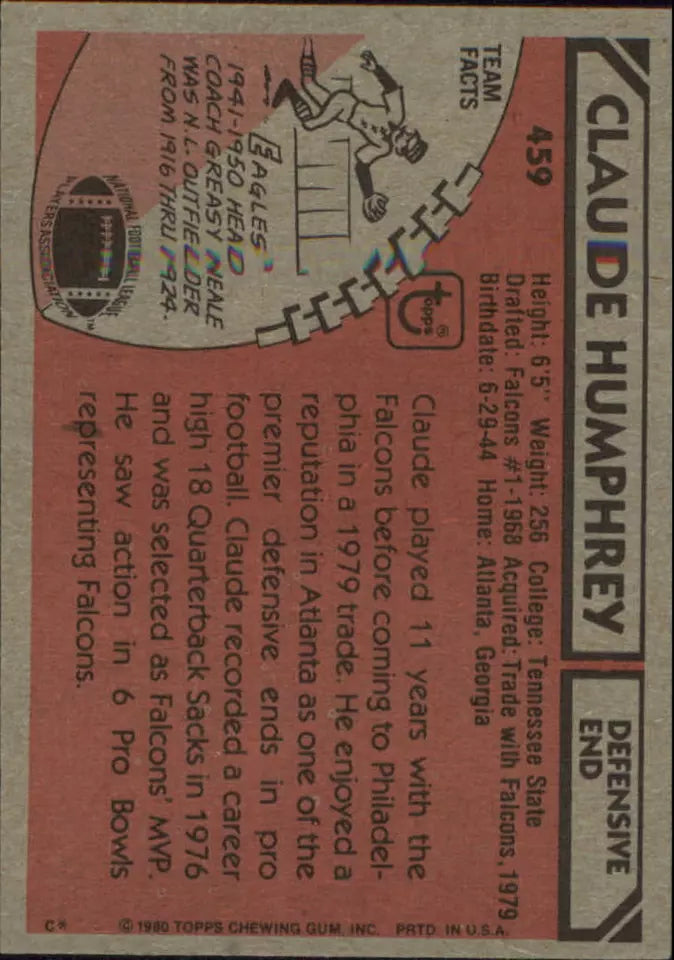 CLAUDE HUMPHREY
DEFENSIVE
END
459
Height: 6'5" Weight: 256 College: Tennessee State
Drafted: Falcons #1-1968 Acquired: Trade with Falcons, 1979
Birthdate: 6-29-44 Home: Atlanta, Georgia
TEAM
FACTS
EAGLES'
1941-1950 HEAD
COACH GREASY NEALE
WAS N.L. OUTFIELDER
FROM 1916 THRU 1924.
NATIONAL FOOTBALL LEAGUE
PLAYERS ASSOCIATION
TM
Topps®
Claude played 11 years with the
Falcons before coming to Philadel-
phia in a 1979 trade. He enjoyed a
reputation in Atlanta as one of the
premier defensive ends in pro
football. Claude recorded a career
high 18 Quarterback Sacks in 1976
and was selected as Falcons' MVP.
He saw action in 6 Pro Bowls
representing Falcons.
C*
© 1980 TOPPS CHEWING GUM, INC. PRTD. IN U.S.A.